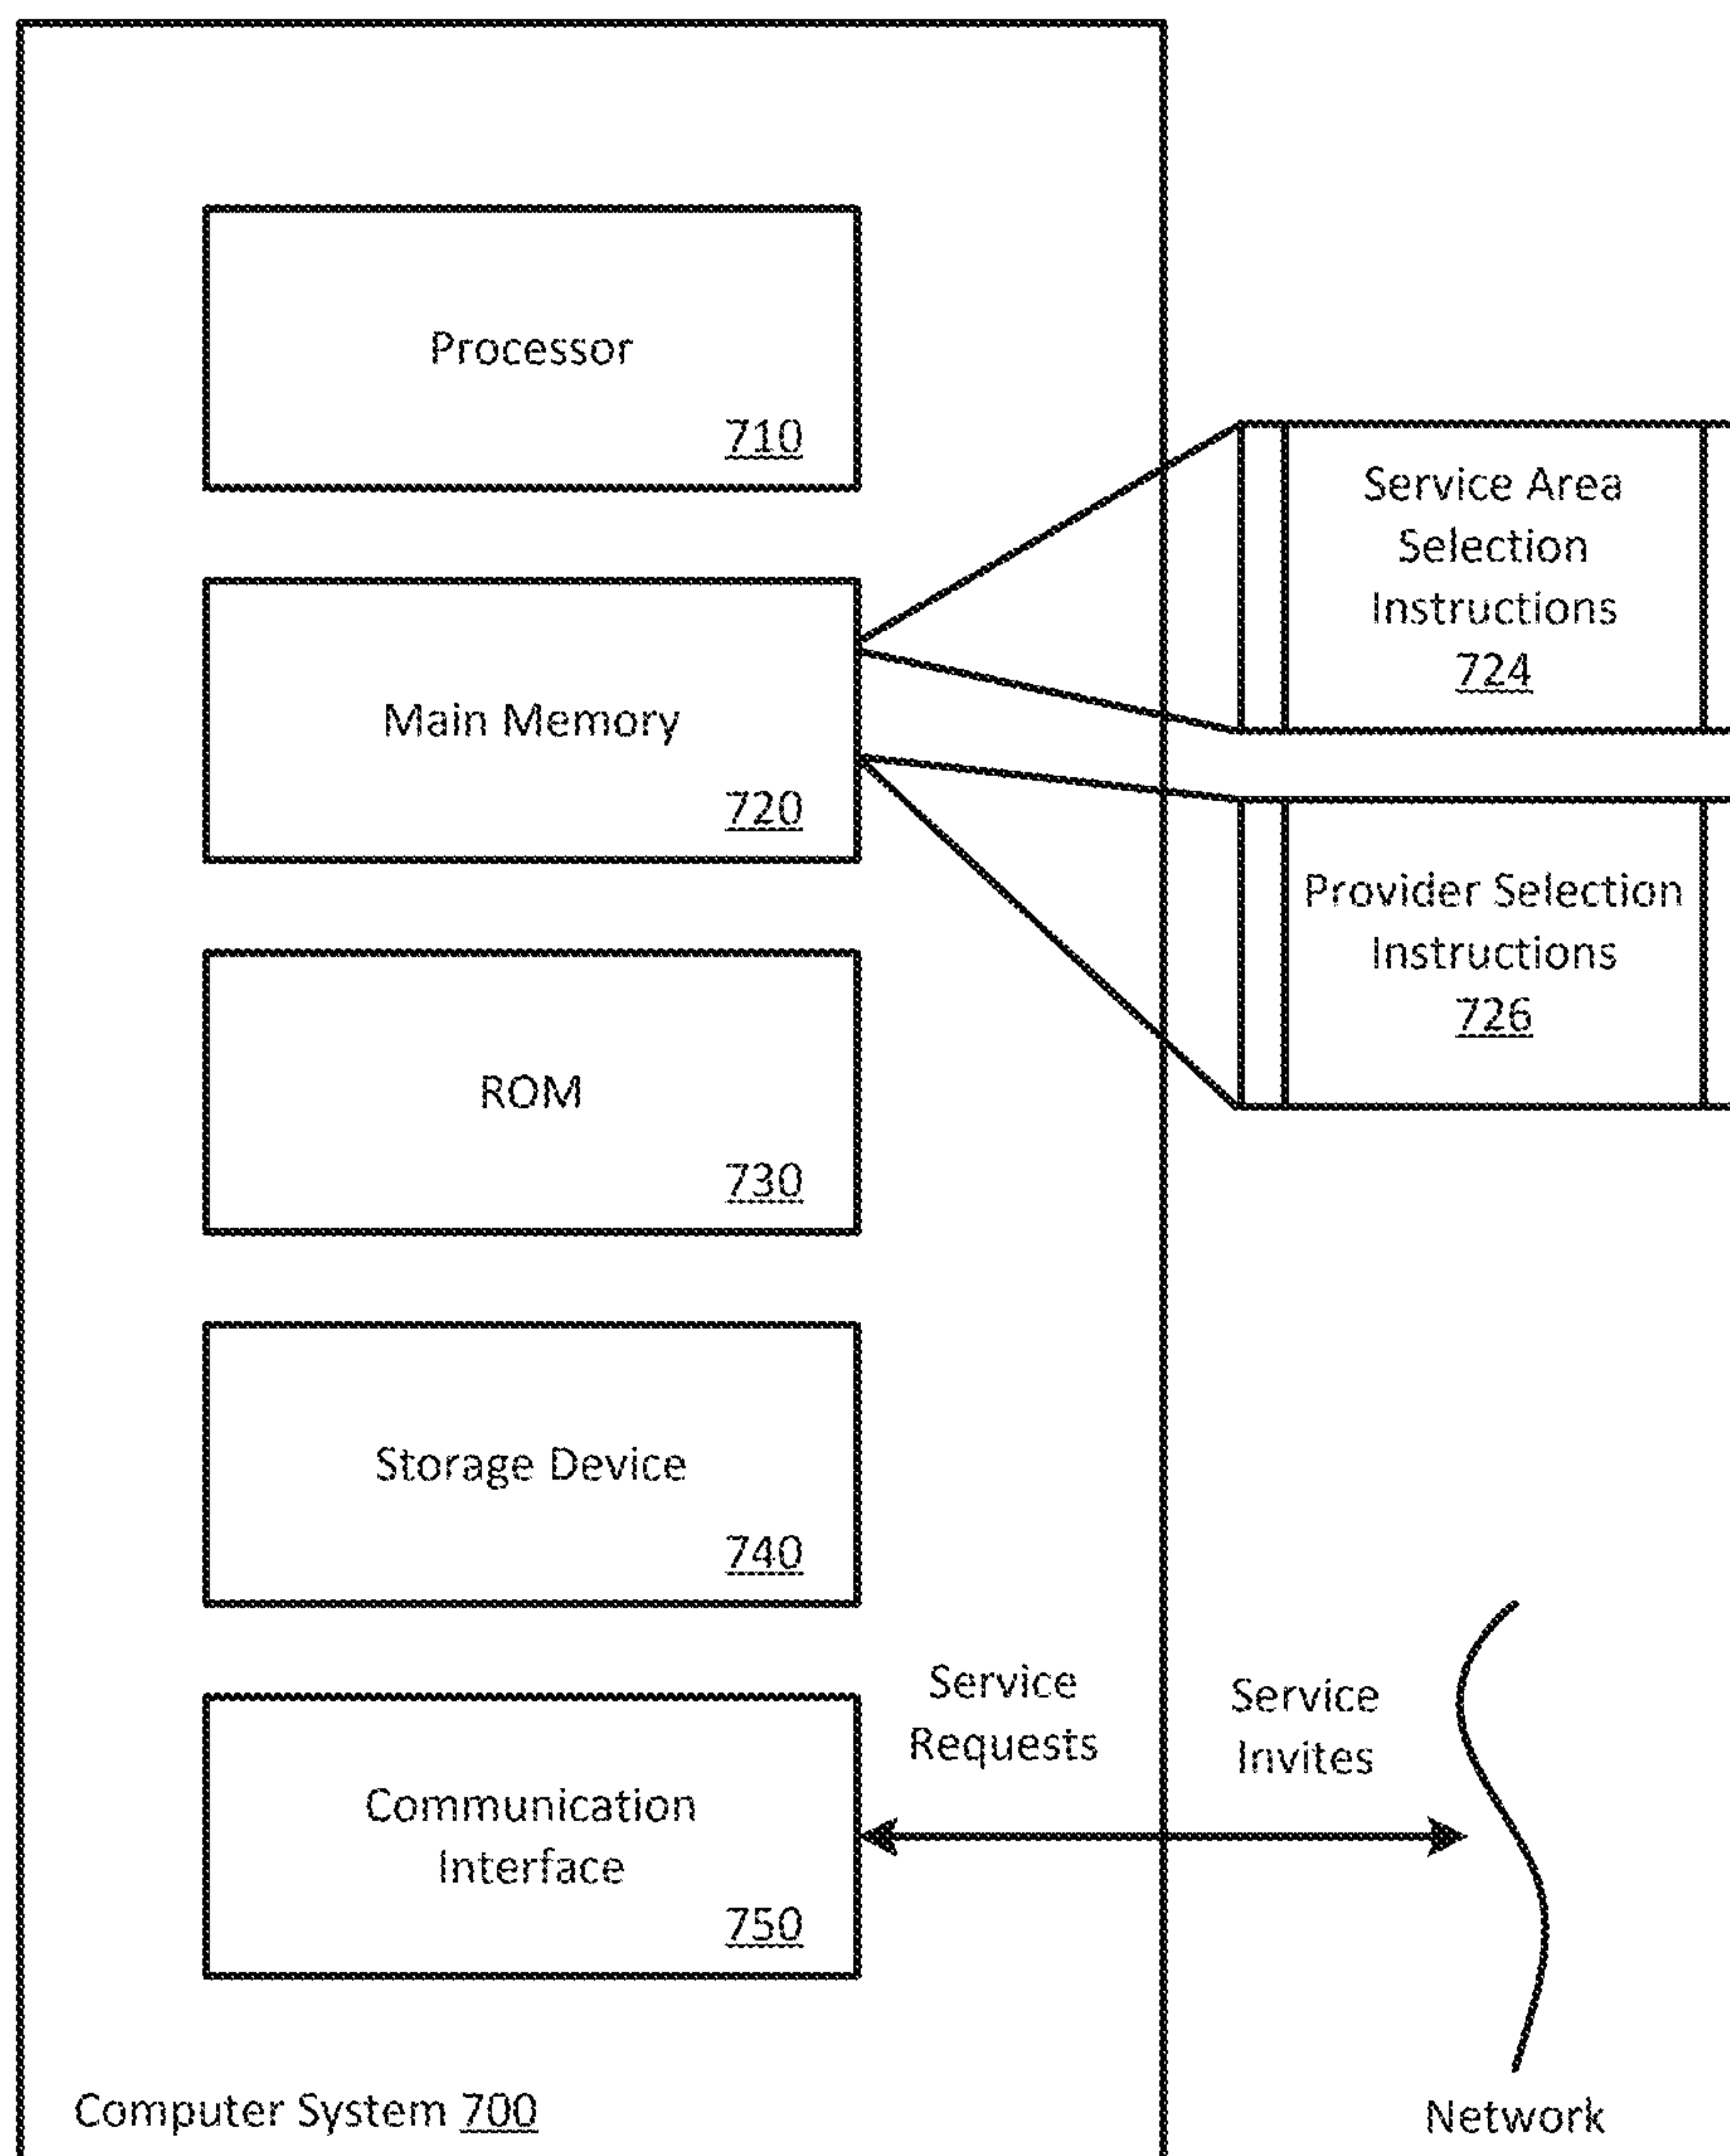 Processor
710
Service Area
Selection
Instructions
724
Main Memory
720
Provider Selection
Instructions
726
ROM
730
Storage Device
740
Service
Requests
Service
Invites
Communication
Interface
750
Computer System 700
Network